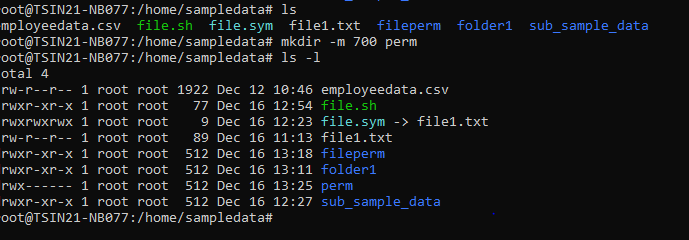 oot@TSIN21-NB077:/home/sampledata# ls
mployeedata.csv file.sh file.sym file1.txt fileperm folder1 sub_sample_data
oot@TSIN21-NB077:/home/sampledata# mkdir -m 700 perm
oot@TSIN21-NB077:/home/sampledata# ls -l
otal 4
rw-r--r-- 1 root root 1922 Dec 12 10:46 employeedata.csv
rwxr-xr-x 1 root root 77 Dec 16 12:54 file.sh
rwxrwxrwx 1 root root 9 Dec 16 12:23 file.sym -> file1.txt
rw-r--r-- 1 root root 89 Dec 16 11:13 file1.txt
rwxr-xr-x 1 root root 512 Dec 16 13:18 fileperm
rwxr-xr-x 1 root root 512 Dec 16 13:11 folder1
rwx------ 1 root root 512 Dec 16 13:25 perm
rwxr-xr-x 1 root root 512 Dec 16 12:27 sub_sample_data
oot@TSIN21-NB077:/home/sampledata#